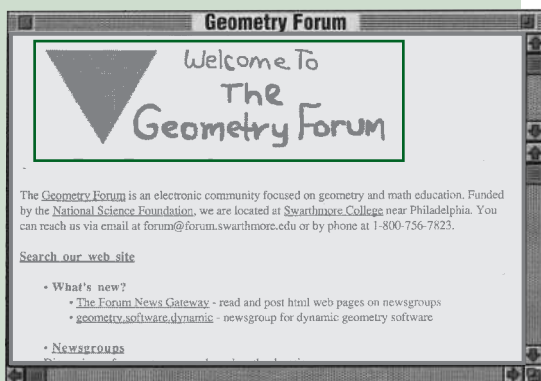 Geometry Forum
Welcome To
The
Geometry Forum
The Geometry Forum is an electronic community focused on geometry and math education. Funded
by the National Science Foundation, we are located at Swarthmore College near Philadelphia. You
can reach us via email at forum@forum.swarthmore.edu or by phone at 1-800-756-7823.
Search our web site
• What's new?
• The Forum News Gateway - read and post html web pages on newsgroups
• geometry.software.dynamic - newsgroup for dynamic geometry software
• Newsgroups